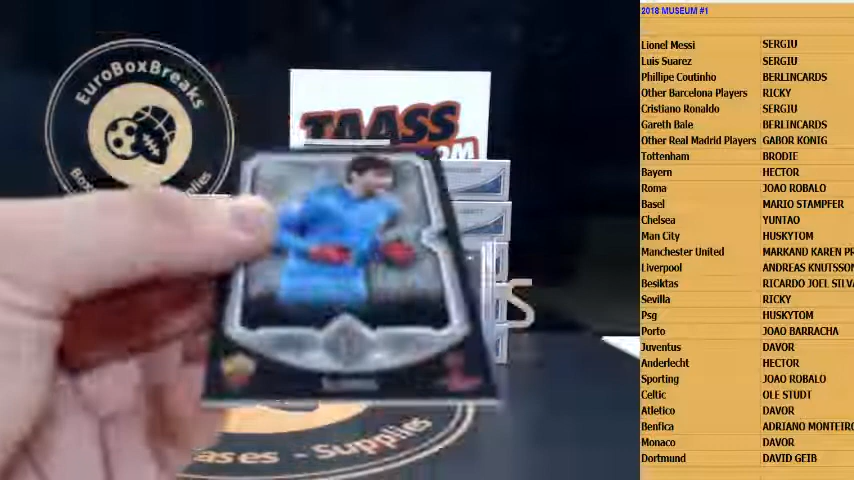 EuroBoxBreaks
TAASS
OM
ases - Supplies
2018 MUSEUM #1
Lionel Messi SERGIU
Luis Suarez SERGIU
Phillipe Coutinho BERLINCARDS
Other Barcelona Players RICKY
Cristiano Ronaldo SERGIU
Gareth Bale BERLINCARDS
Other Real Madrid Players GABOR KONIG
Tottenham BRODIE
Bayern HECTOR
Roma JOAO ROBALO
Basel MARIO STAMPFER
Chelsea YUNTAO
Man City HUSKYTOM
Manchester United MARKAND KAREN PR
Liverpool ANDREAS KNUTSSON
Besiktas RICARDO JOEL SILVA
Sevilla RICKY
Psg HUSKYTOM
Porto JOAO BARRACHA
Juventus DAVOR
Anderlecht HECTOR
Sporting JOAO ROBALO
Celtic OLE STUDT
Atletico DAVOR
Benfica ADRIANO MONTEIRO
Monaco DAVOR
Dortmund DAVID GEIB